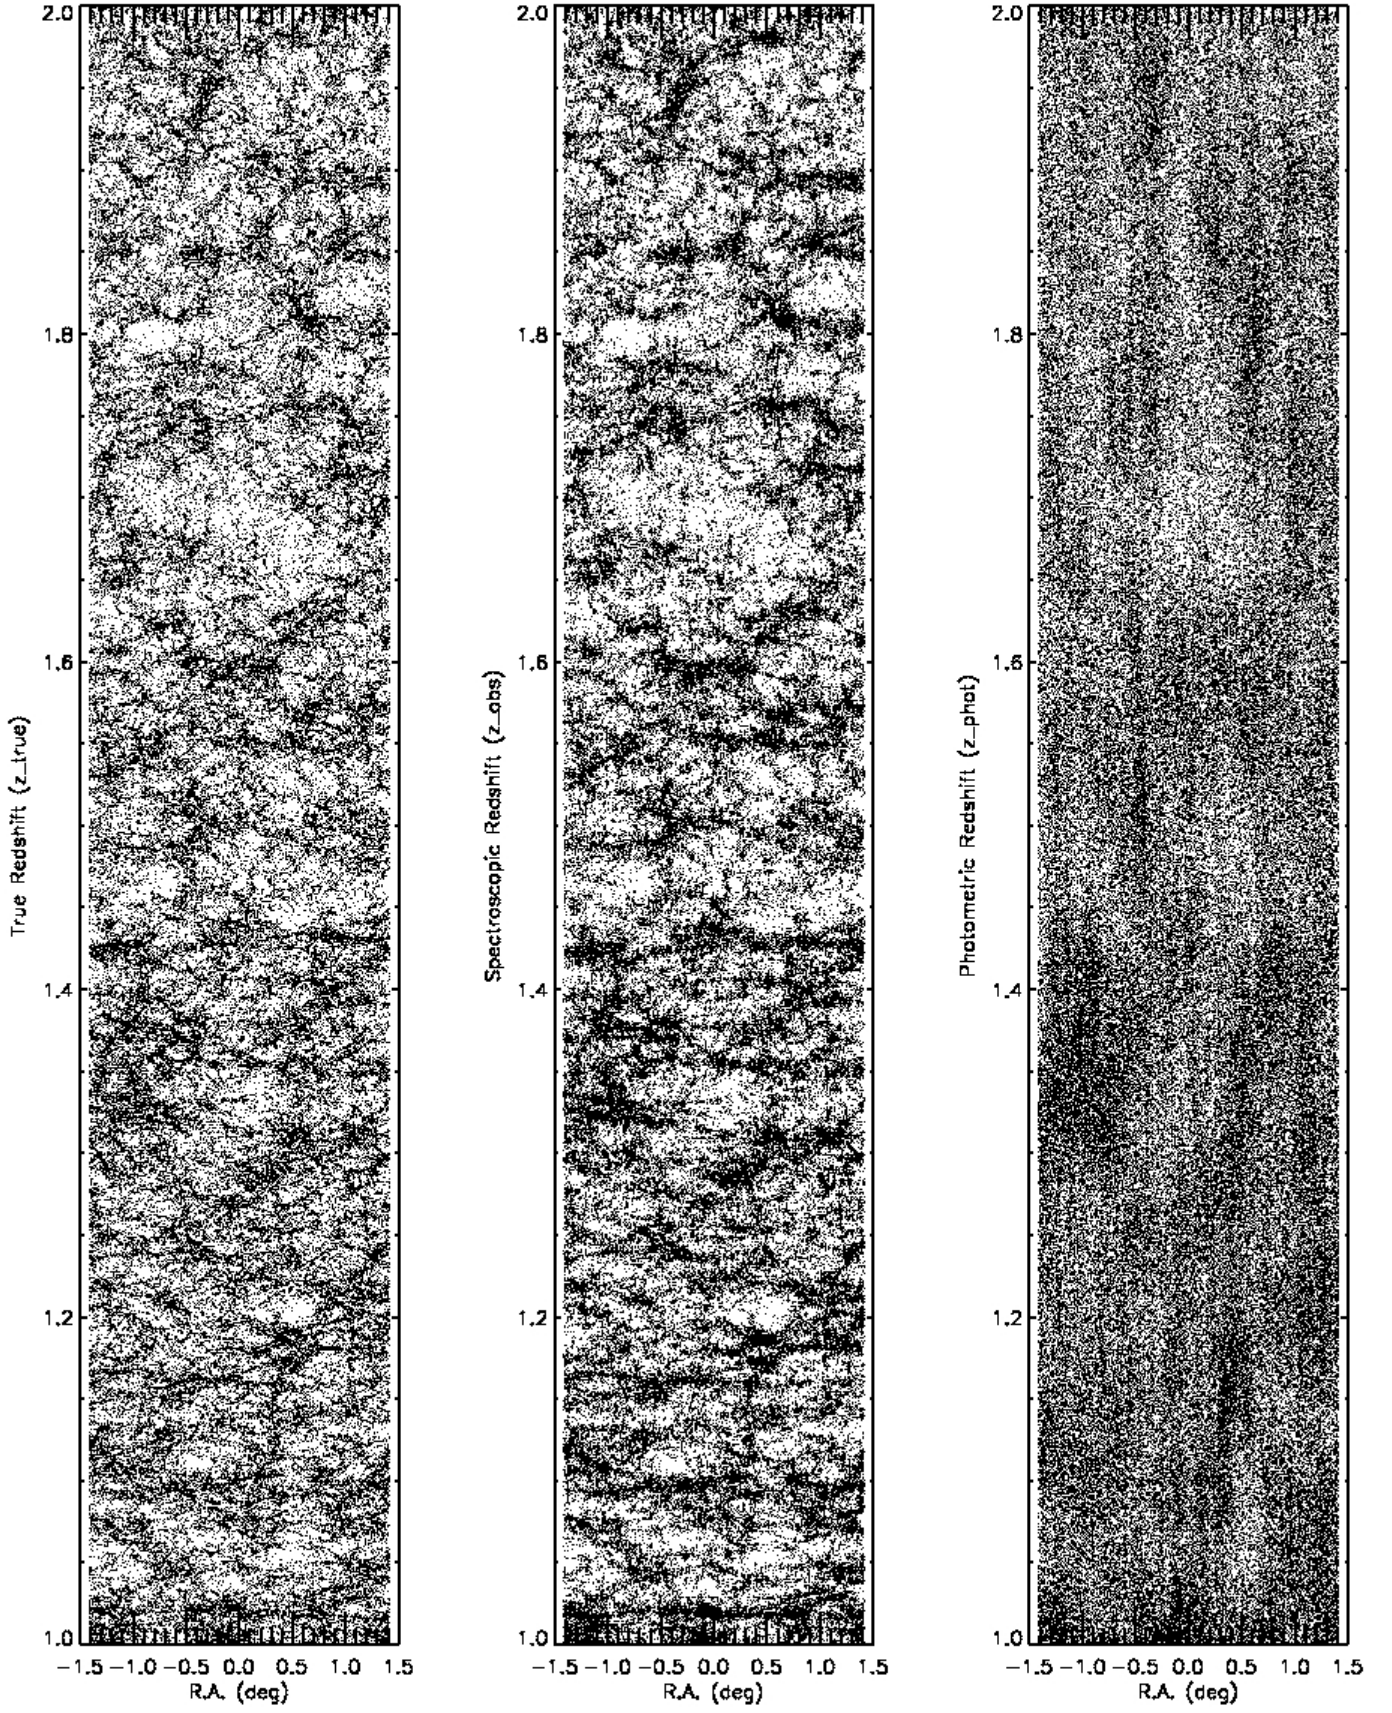 2.0
1.8
1.6
1.4
1.2
1.0
True Redshift (z_true)
−1.5 −1.0 −0.5 0.0 0.5 1.0 1.5
R.A. (deg)
2.0
1.8
1.6
1.4
1.2
1.0
Spectroscopic Redshift (z_obs)
−1.5 −1.0 −0.5 0.0 0.5 1.0 1.5
R.A. (deg)
2.0
1.8
1.6
1.4
1.2
1.0
Photometric Redshift (z_phot)
−1.5 −1.0 −0.5 0.0 0.5 1.0 1.5
R.A. (deg)